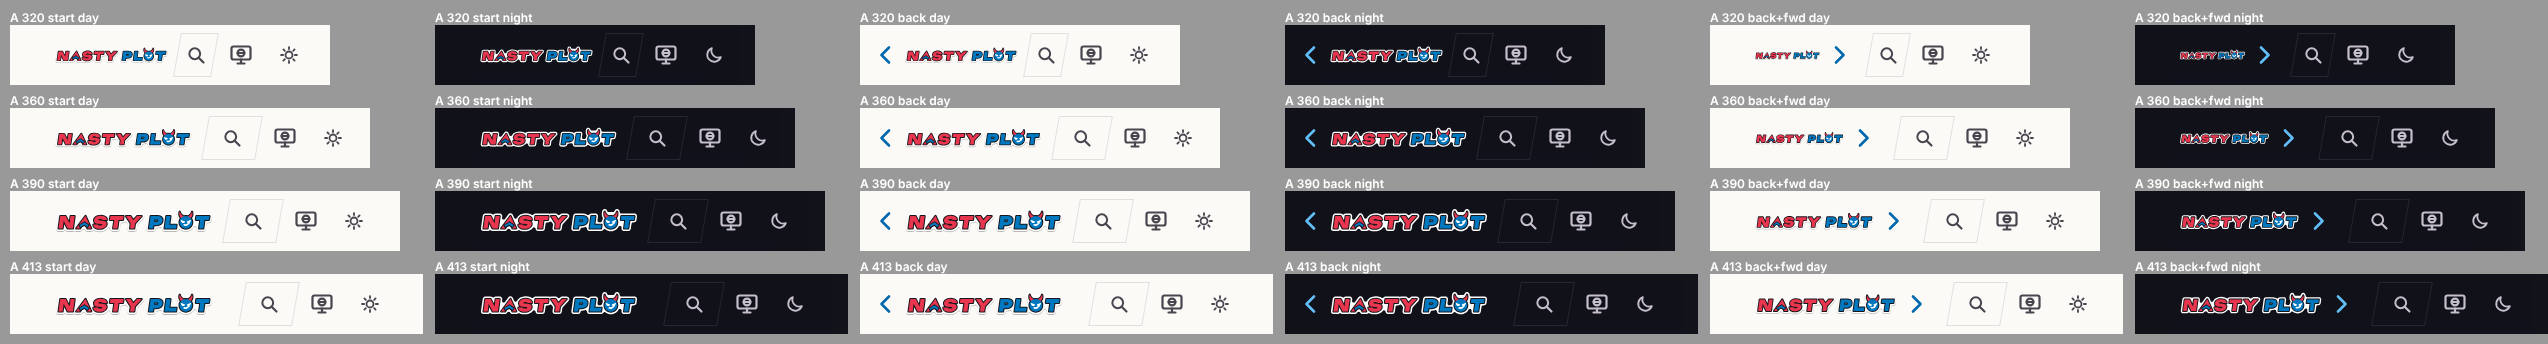 A 320 start day
A 320 start night
A 320 back day
A 320 back night
A 320 back+fwd day
A 320 back+fwd night
NASTY PLOT
NASTY PLOT
NASTY PLOT
NASTY PLOT
NASTY PLOT
NASTY PLOT
A 360 start day
A 360 start night
A 360 back day
A 360 back night
A 360 back+fwd day
A 360 back+fwd night
NASTY PLOT
NASTY PLOT
NASTY PLOT
NASTY PLOT
NASTY PLOT
NASTY PLOT
A 390 start day
A 390 start night
A 390 back day
A 390 back night
A 390 back+fwd day
A 390 back+fwd night
NASTY PLOT
NASTY PLOT
NASTY PLOT
NASTY PLOT
NASTY PLOT
NASTY PLOT
A 413 start day
A 413 start night
A 413 back day
A 413 back night
A 413 back+fwd day
A 413 back+fwd night
NASTY PLOT
NASTY PLOT
NASTY PLOT
NASTY PLOT
NASTY PLOT
NASTY PLOT